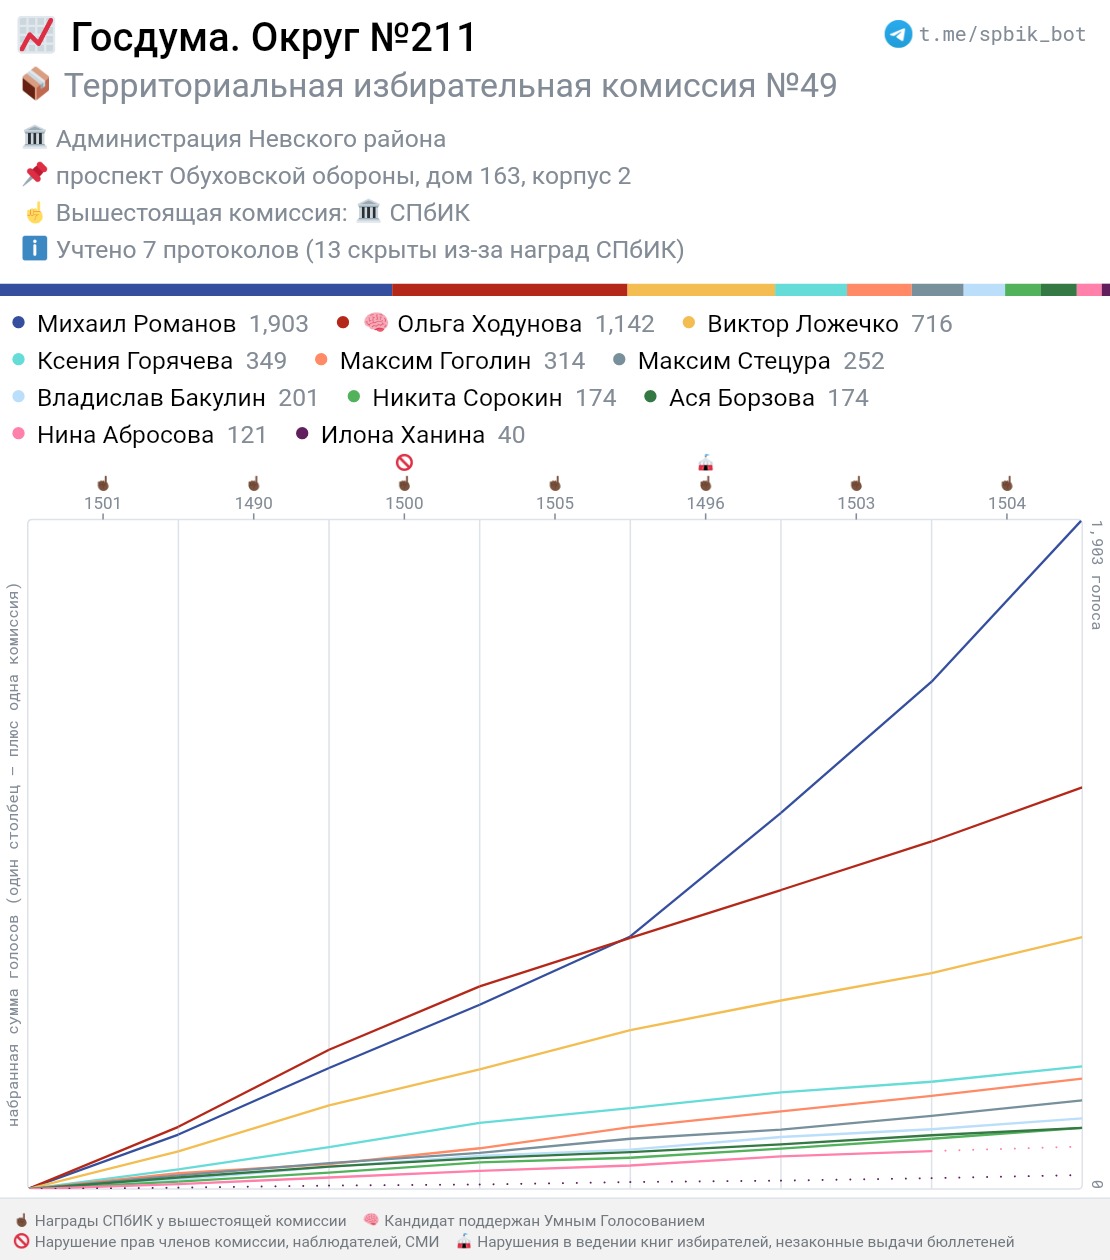 Госдума. Округ №211
t.me/spbik_bot
Территориальная избирательная комиссия №49
Администрация Невского района
проспект Обуховской обороны, дом 163, корпус 2
Вышестоящая комиссия: СПбИК
Учтено 7 протоколов (13 скрыты из-за наград СПбИК)
Михаил Романов 1,903 Ольга Ходунова 1,142 Виктор Ложечко 716
Ксения Горячева 349 Максим Гоголин 314 Максим Стецура 252
Владислав Бакулин 201 Никита Сорокин 174 Ася Борзова 174
Нина Абросова 121 Илона Ханина 40
1501 1490 1500 1505 1496 1503 1504
набранная сумма голосов (один столбец – плюс одна комиссия)
1,903 голоса
0
Награды СПбИК у вышестоящей комиссии Кандидат поддержан Умным Голосованием
Нарушение прав членов комиссии, наблюдателей, СМИ Нарушения в ведении книг избирателей, незаконные выдачи бюллетеней